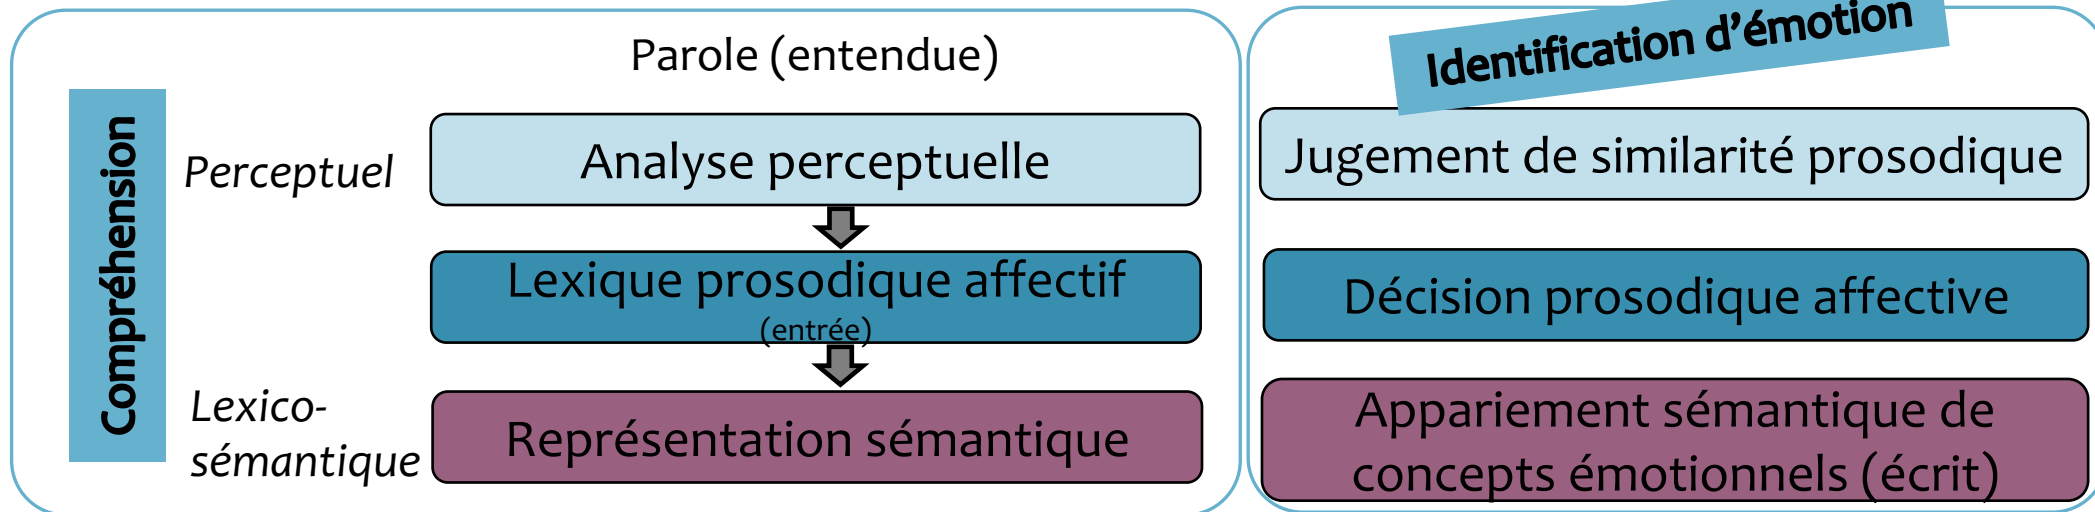 Parole (entendue)
Compréhension
Perceptuel
Analyse perceptuelle
Lexique prosodique affectif
(entrée)
Lexico-
sémantique
Représentation sémantique
Identification d’émotion
Jugement de similarité prosodique
Décision prosodique affective
Appariement sémantique de
concepts émotionnels (écrit)